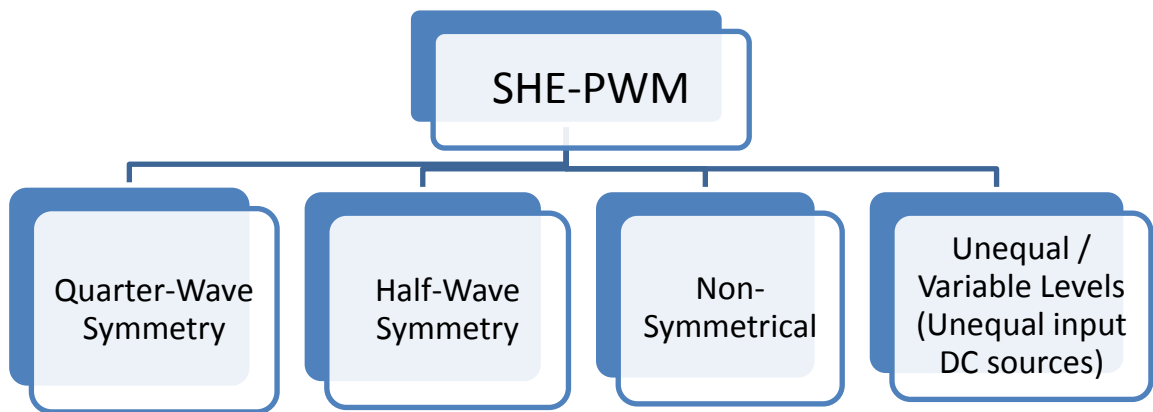 SHE-PWM
Quarter-Wave
Symmetry
Half-Wave
Symmetry
Non-
Symmetrical
Unequal /
Variable Levels
(Unequal input
DC sources)